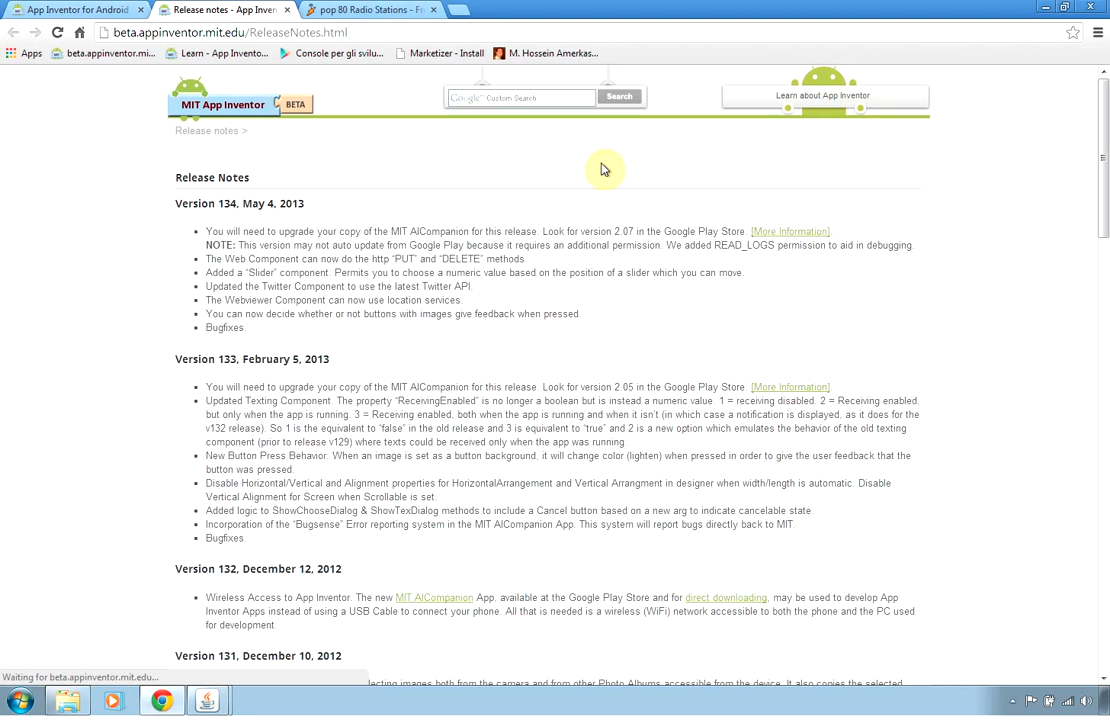 App Inventor for Android
Release notes - App Inven
pop 80 Radio Stations - Fr
beta.appinventor.mit.edu/ReleaseNotes.html
Apps
beta.appinventor.mi...
Learn - App Invento...
Console per gli svilu...
Marketizer - Install
M. Hossein Amerkas...
MIT App Inventor
BETA
Google™ Custom Search
Search
Learn about App Inventor
Release notes >
Release Notes
Version 134, May 4, 2013
You will need to upgrade your copy of the MIT AICompanion for this release. Look for version 2.07 in the Google Play Store. [More Information].
NOTE: This version may not auto update from Google Play because it requires an additional permission. We added READ_LOGS permission to aid in debugging.
The Web Component can now do the http “PUT” and “DELETE” methods.
Added a “Slider” component. Permits you to choose a numeric value based on the position of a slider which you can move.
Updated the Twitter Component to use the latest Twitter API.
The Webviewer Component can now use location services.
You can now decide whether or not buttons with images give feedback when pressed.
Bugfixes.
Version 133, February 5, 2013
You will need to upgrade your copy of the MIT AICompanion for this release. Look for version 2.05 in the Google Play Store. [More Information].
Updated Texting Component. The property “ReceivingEnabled” is no longer a boolean but is instead a numeric value. 1 = receiving disabled. 2 = Receiving enabled,
but only when the app is running. 3 = Receiving enabled, both when the app is running and when it isn’t (in which case a notification is displayed, as it does for the
v132 release). So 1 is the equivalent to “false” in the old release and 3 is equivalent to “true” and 2 is a new option which emulates the behavior of the old texting
component (prior to release v129) where texts could be received only when the app was running.
New Button Press Behavior: When an image is set as a button background, it will change color (lighten) when pressed in order to give the user feedback that the
button was pressed.
Disable Horizontal/Vertical and Alignment properties for HorizontalArrangement and Vertical Arrangment in designer when width/length is automatic. Disable
Vertical Alignment for Screen when Scrollable is set.
Added logic to ShowChooseDialog & ShowTexDialog methods to include a Cancel button based on a new arg to indicate cancelable state.
Incorporation of the “Bugsense” Error reporting system in the MIT AICompanion App. This system will report bugs directly back to MIT.
Bugfixes.
Version 132, December 12, 2012
Wireless Access to App Inventor. The new MIT AICompanion App, available at the Google Play Store and for direct downloading, may be used to develop App
Inventor Apps instead of using a USB Cable to connect your phone. All that is needed is a wireless (WiFi) network accessible to both the phone and the PC used
for development.
Version 131, December 10, 2012
lecting images both from the camera and from other Photo Albums accessible from the device. It also copies the selected
Waiting for beta.appinventor.mit.edu...